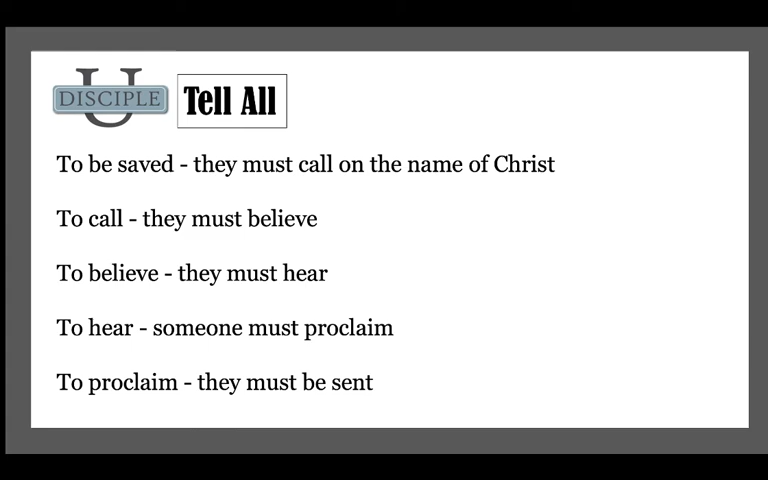 U
DISCIPLE
Tell All
To be saved - they must call on the name of Christ
To call - they must believe
To believe - they must hear
To hear - someone must proclaim
To proclaim - they must be sent